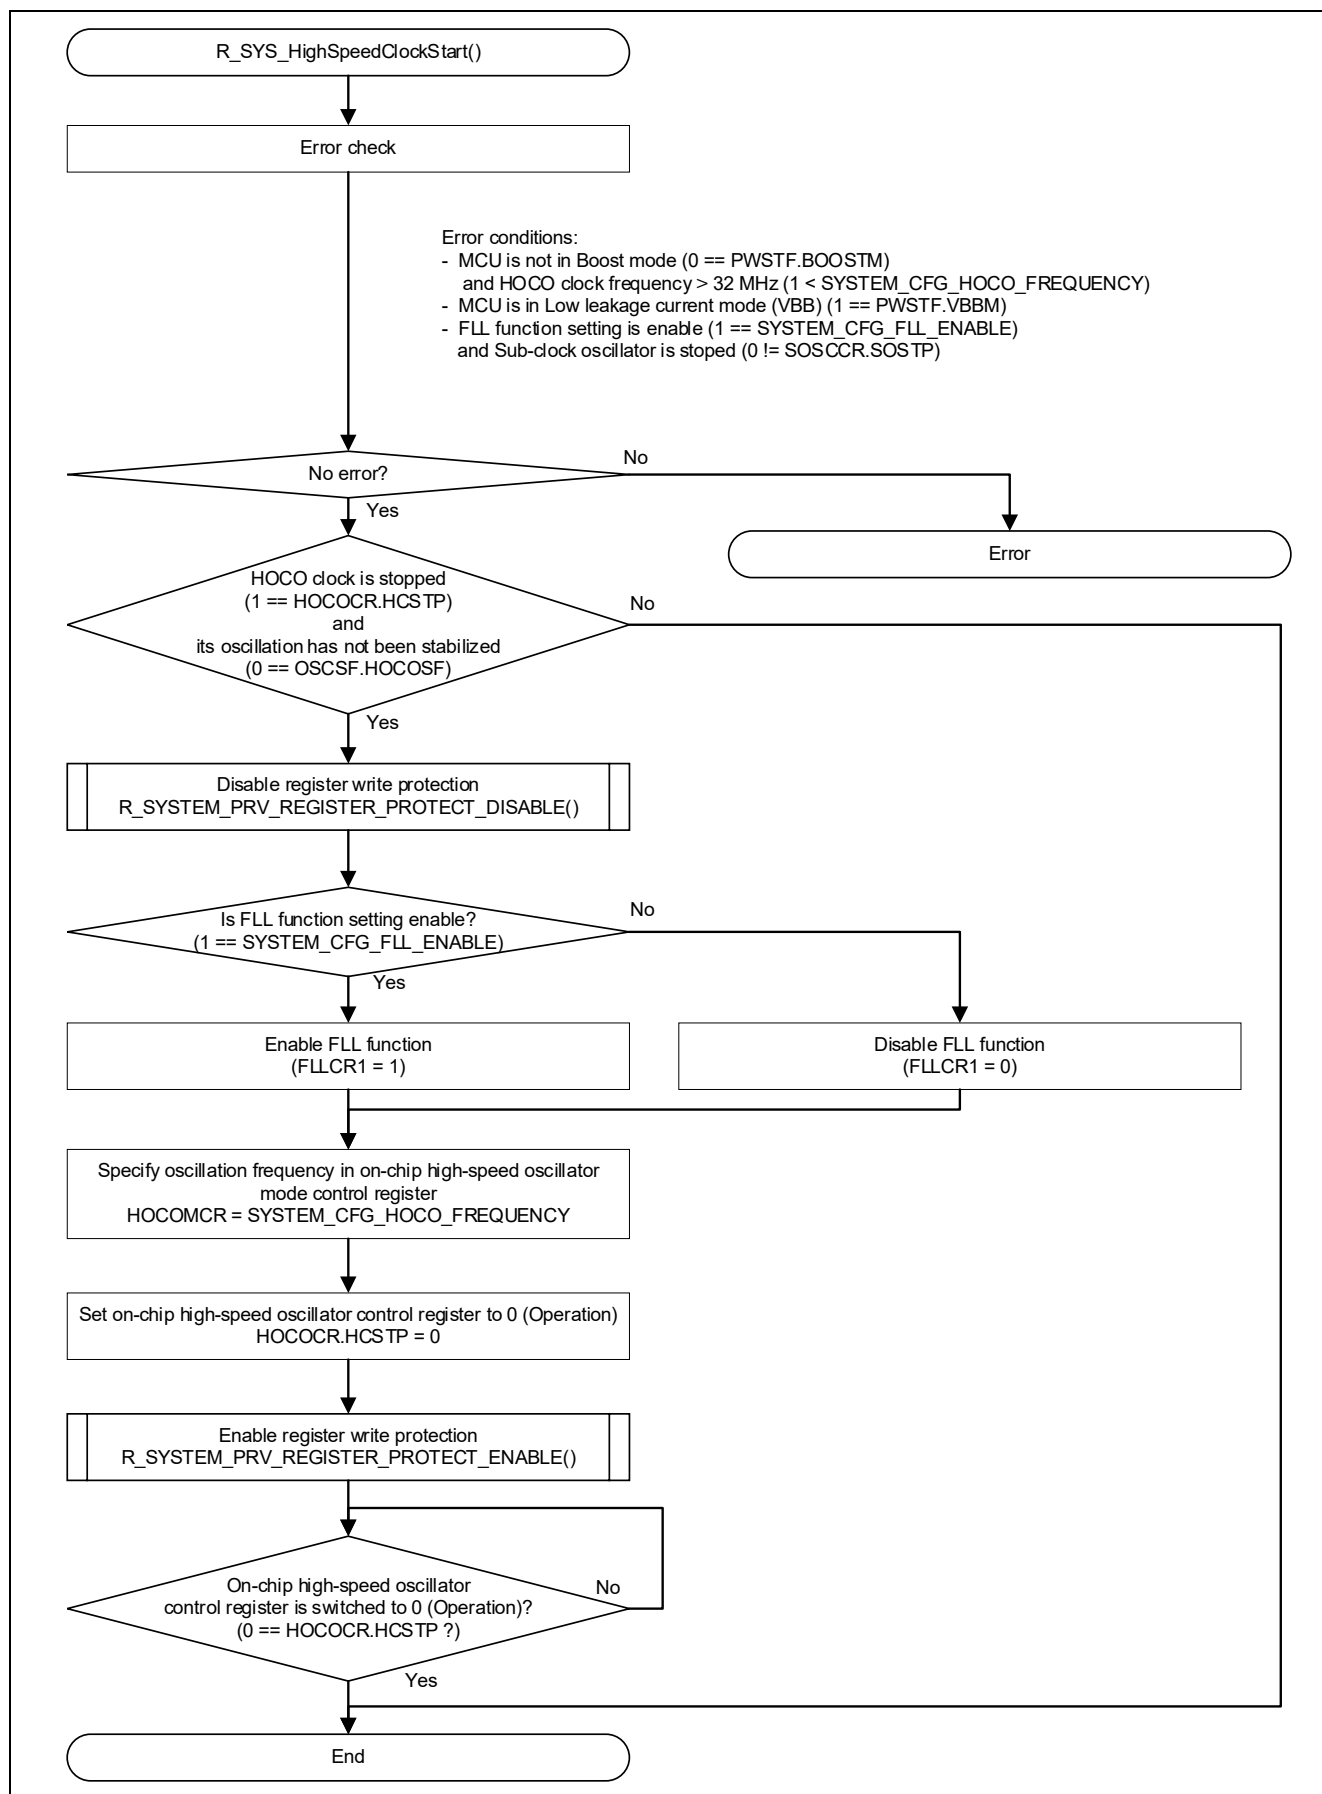 R_SYS_HighSpeedClockStart()
Error check
Error conditions:
- MCU is not in Boost mode (0 == PWSTF.BOOSTM)
and HOCO clock frequency > 32 MHz (1 < SYSTEM_CFG_HOCO_FREQUENCY)
- MCU is in Low leakage current mode (VBB) (1 == PWSTF.VBBM)
- FLL function setting is enable (1 == SYSTEM_CFG_FLL_ENABLE)
and Sub-clock oscillator is stoped (0 != SOSCCR.SOSTP)
No error?
No
Yes
Error
HOCO clock is stopped
(1 == HOCOCR.HCSTP)
and
its oscillation has not been stabilized
(0 == OSCSF.HOCOSF)
No
Yes
Disable register write protection
R_SYSTEM_PRV_REGISTER_PROTECT_DISABLE()
Is FLL function setting enable?
(1 == SYSTEM_CFG_FLL_ENABLE)
No
Yes
Enable FLL function
(FLLCR1 = 1)
Disable FLL function
(FLLCR1 = 0)
Specify oscillation frequency in on-chip high-speed oscillator
mode control register
HOCOMCR = SYSTEM_CFG_HOCO_FREQUENCY
Set on-chip high-speed oscillator control register to 0 (Operation)
HOCOCR.HCSTP = 0
Enable register write protection
R_SYSTEM_PRV_REGISTER_PROTECT_ENABLE()
On-chip high-speed oscillator
control register is switched to 0 (Operation)?
(0 == HOCOCR.HCSTP ?)
No
Yes
End